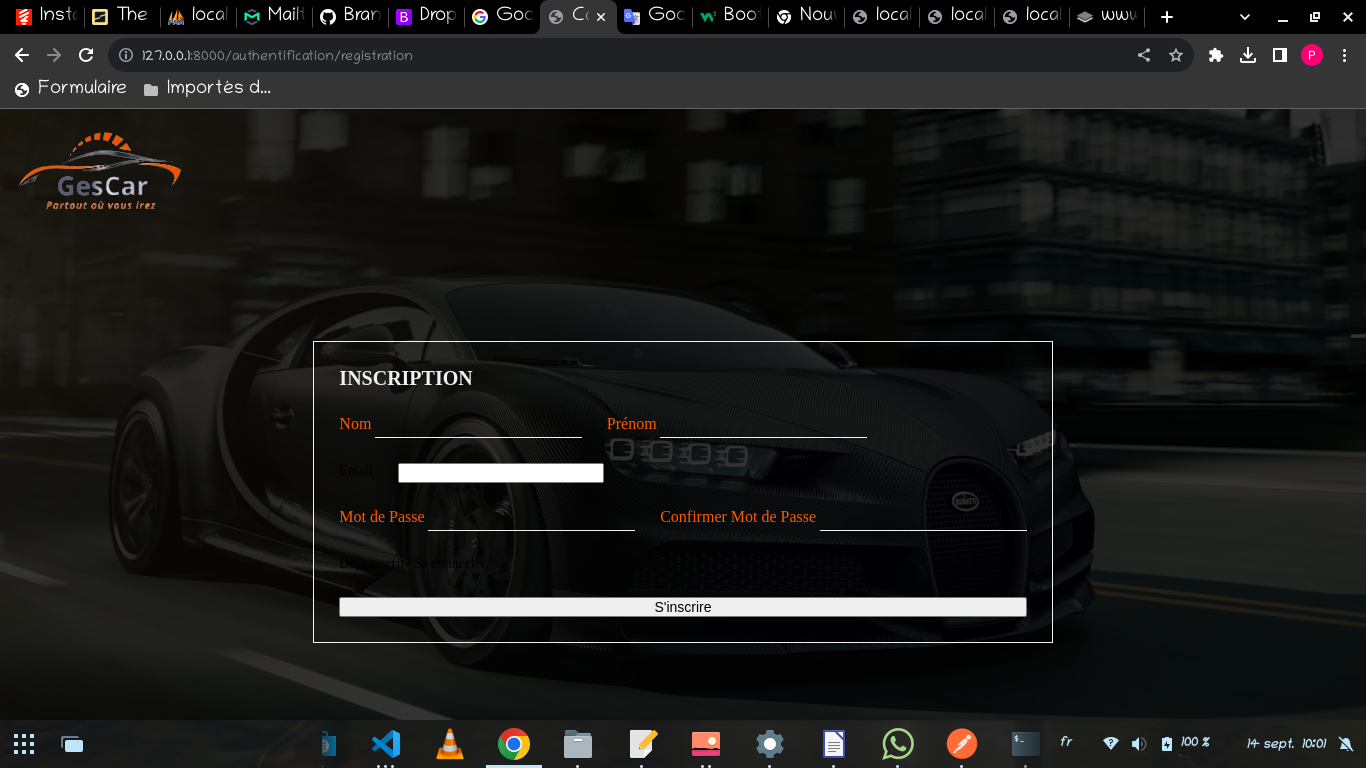 Insta The local Mailt Bran Drop Goo Co Goo Boot Nouv local local local www
127.0.0.1:8000/authentification/registration
P
Formulaire Importés d...
GesCar
Partout où vous irez
INSCRIPTION
Nom Prénom
Email
Mot de Passe Confirmer Mot de Passe
Déjà inscrit? Se connecter
S'inscrire
fr 100 % 14 sept. 10:01